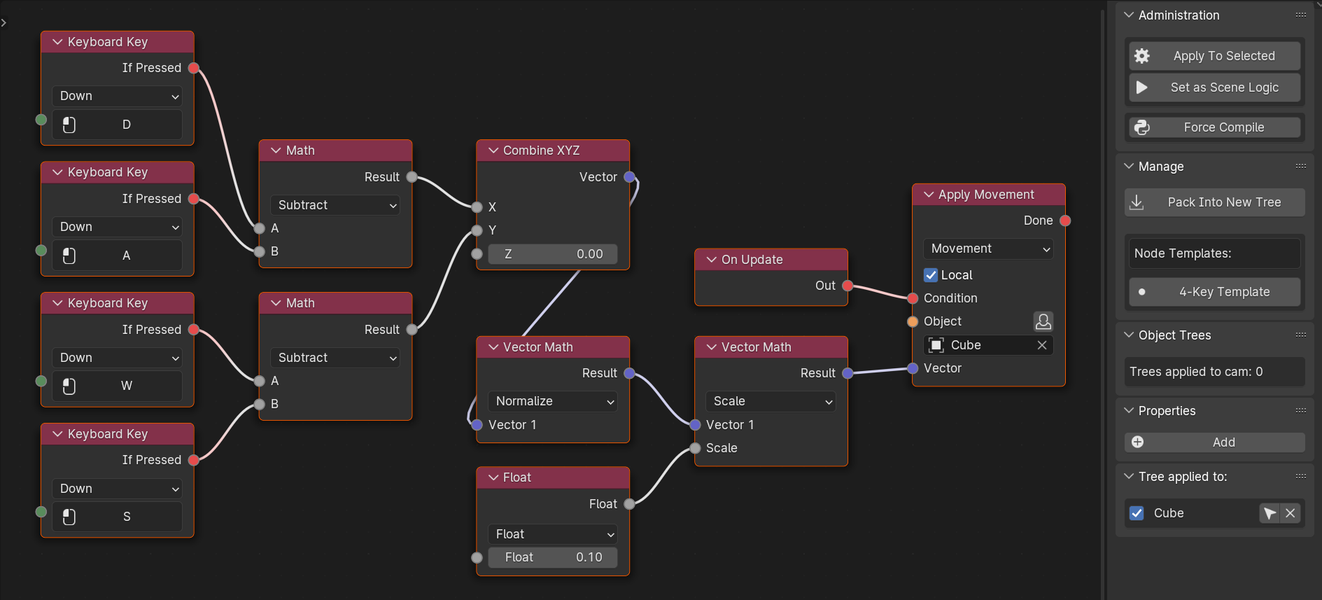 Keyboard Key
If Pressed
Down
D
Keyboard Key
If Pressed
Down
A
Keyboard Key
If Pressed
Down
W
Keyboard Key
If Pressed
Down
S
Math
Result
Subtract
A
B
Math
Result
Subtract
A
B
Combine XYZ
Vector
X
Y
Z 0.00
Vector Math
Result
Normalize
Vector 1
Float
Float
Float
Float 0.10
On Update
Out
Vector Math
Result
Scale
Vector 1
Scale
Apply Movement
Done
Movement
Local
Condition
Object
Cube
Vector
Administration
Apply To Selected
Set as Scene Logic
Force Compile
Manage
Pack Into New Tree
Node Templates:
4-Key Template
Object Trees
Trees applied to cam: 0
Properties
Add
Tree applied to:
Cube